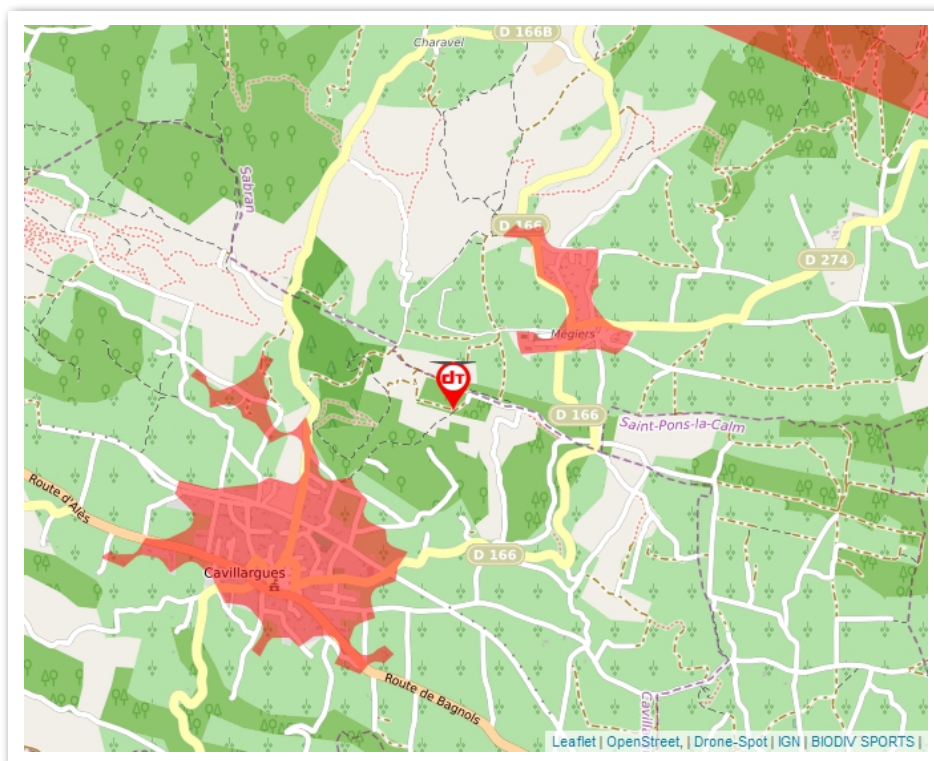 D 166B
Charavel
Sabran
D 166
D 274
Mégiers
dT
D 166
Saint-Pons-la-Calm
Route d'Alès
D 166
Cavillargues
Route de Bagnols
Leaflet | OpenStreet, | Drone-Spot | IGN | BIODIV' SPORTS |